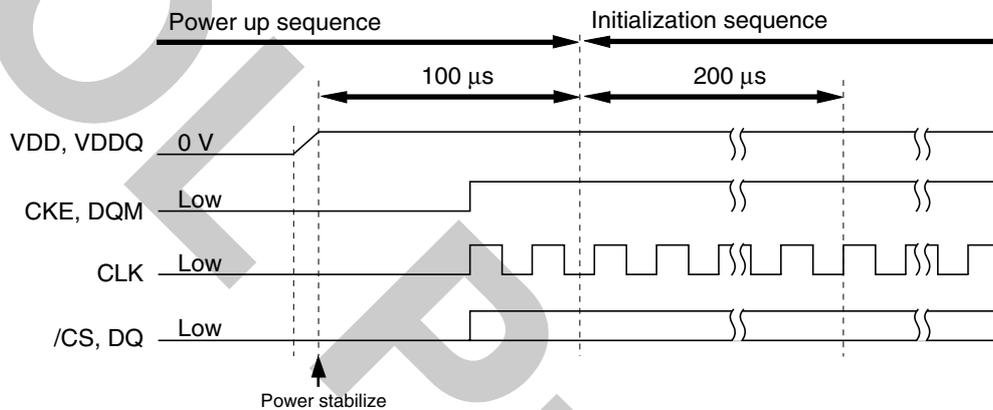 Power up sequence
Initialization sequence
100 μs
200 μs
VDD, VDDQ
0 V
CKE, DQM
Low
CLK
Low
/CS, DQ
Low
Power stabilize